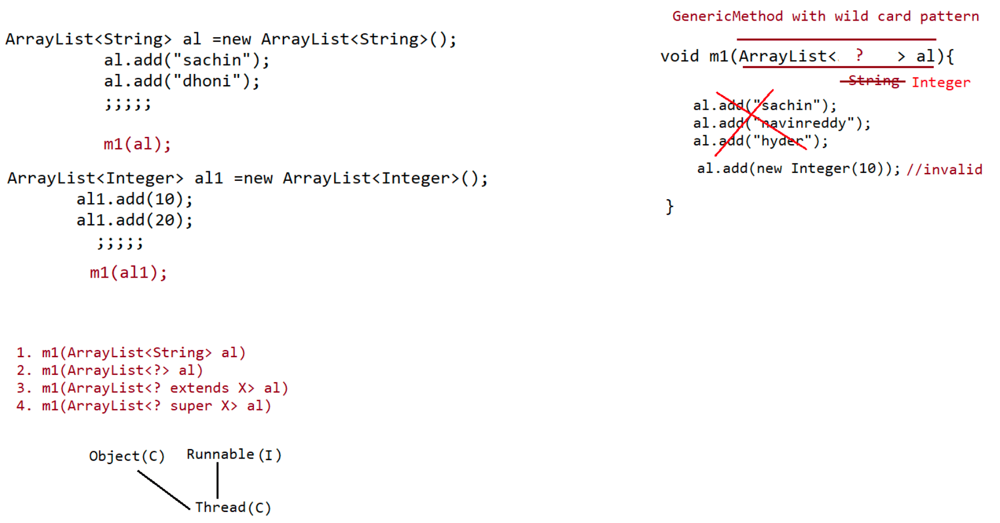 ArrayList<String> al =new ArrayList<String>();
al.add("sachin");
al.add("dhoni");
;;;;;
m1(al);
ArrayList<Integer> al1 =new ArrayList<Integer>();
al1.add(10);
al1.add(20);
;;;;;
m1(al1);
1. m1(ArrayList<String> al)
2. m1(ArrayList<?> al)
3. m1(ArrayList<? extends X> al)
4. m1(ArrayList<? super X> al)
Object(C) Runnable(I)
Thread(C)
GenericMethod with wild card pattern
void m1(ArrayList< ? > al){
String Integer
al.add("sachin");
al.add("navinreddy");
al.add("hyder");
al.add(new Integer(10)); //invalid
}